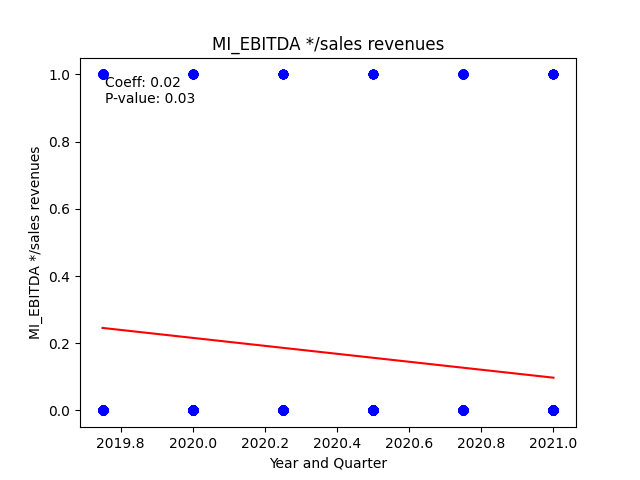 MI_EBITDA */sales revenues
Coeff: 0.02
P-value: 0.03
MI_EBITDA */sales revenues
1.0
0.8
0.6
0.4
0.2
0.0
2019.8 2020.0 2020.2 2020.4 2020.6 2020.8 2021.0
Year and Quarter